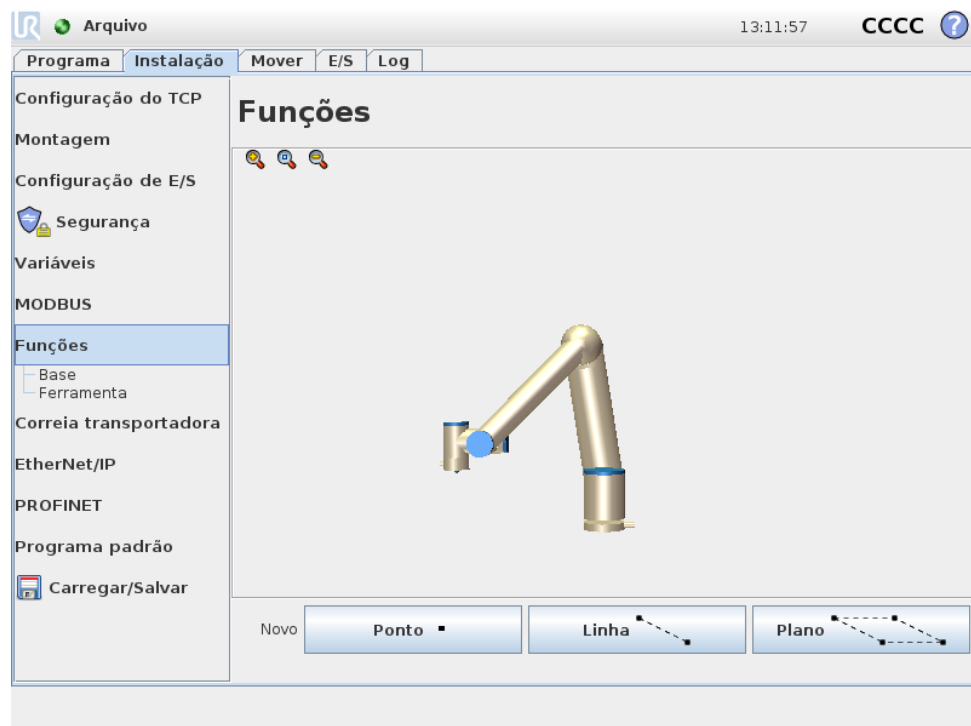 UR Arquivo 13:11:57 CCCC ?
Programa Instalação Mover E/S Log
Configuração do TCP
Montagem
Configuração de E/S
Segurança
Variáveis
MODBUS
Funções
Base
Ferramenta
Correia transportadora
EtherNet/IP
PROFINET
Programa padrão
Carregar/Salvar
Funções
Novo Ponto Linha Plano